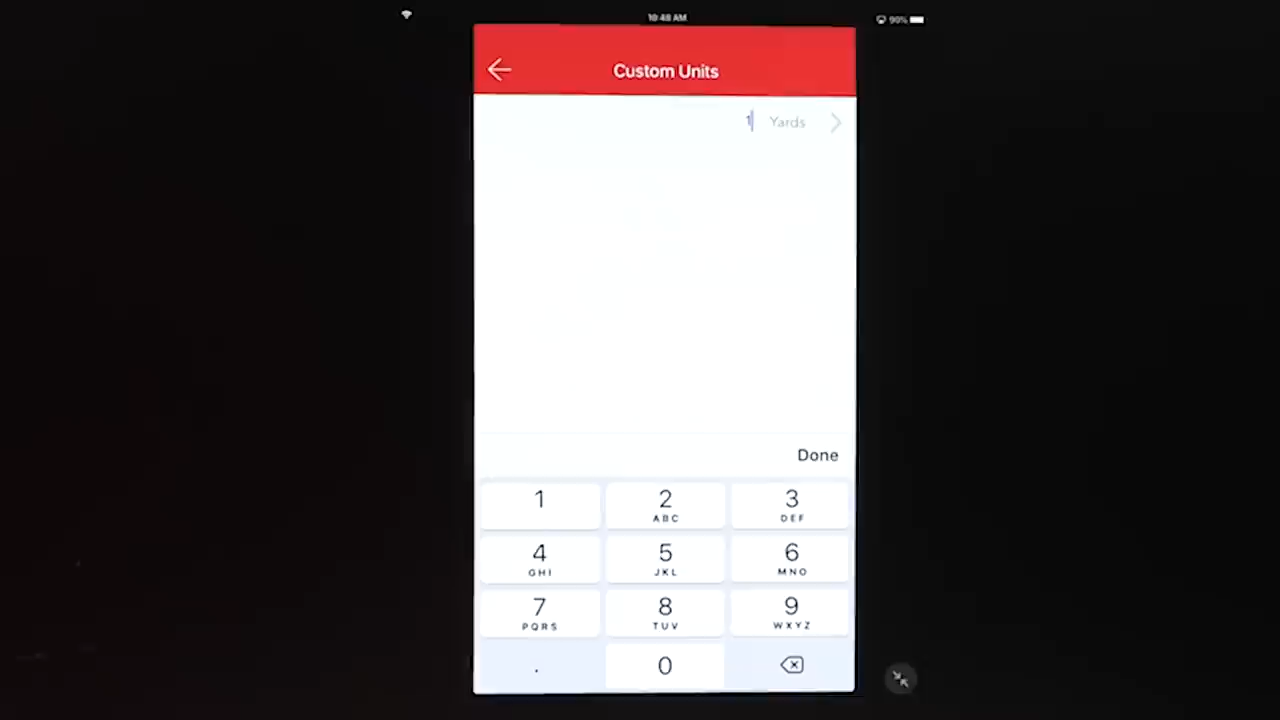 10:48 AM
90%
Custom Units
1 Yards
Done
1
2
ABC
3
DEF
4
GHI
5
JKL
6
MNO
7
PQRS
8
TUV
9
WXYZ
.
0